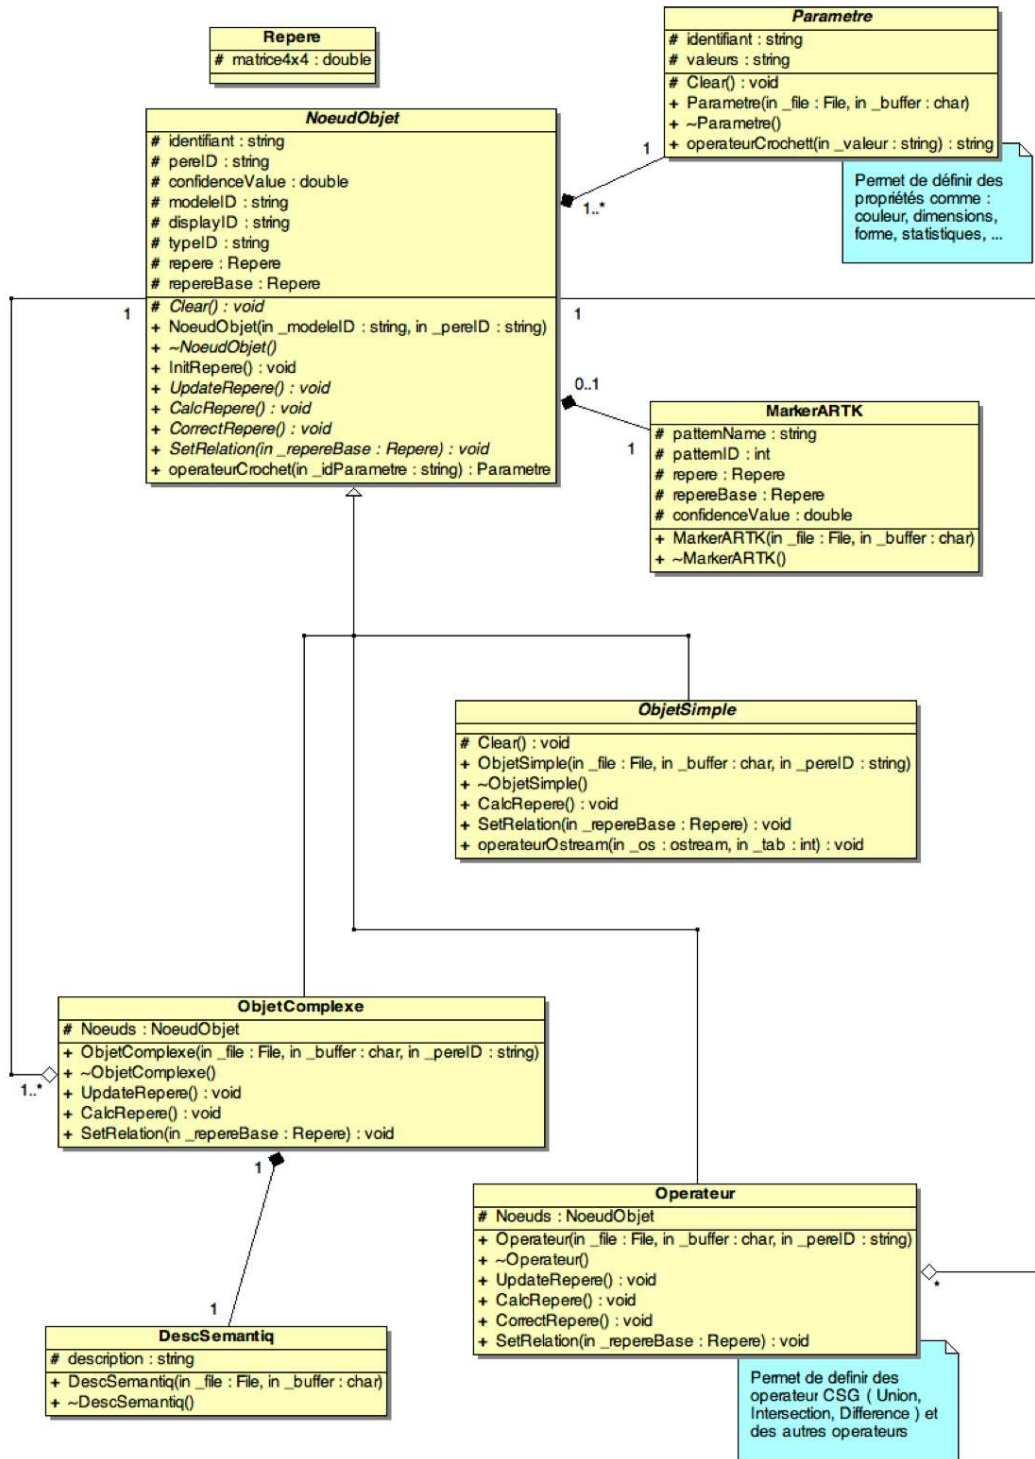 Repere
# matrice4x4 : double
Parametre
# identifiant : string
# valeurs : string
# Clear() : void
+ Parametre(in _file : File, in _buffer : char)
+ ~Parametre()
+ operateurCrochett(in _valeur : string) : string
Permet de définir des
propriétés comme :
couleur, dimensions,
forme, statistiques, ...
NoeudObjet
# identifiant : string
# pereID : string
# confidenceValue : double
# modeleID : string
# displayID : string
# typeID : string
# repere : Repere
# repereBase : Repere
# Clear() : void
+ NoeudObjet(in _modeleID : string, in _pereID : string)
+ ~NoeudObjet()
+ InitRepere() : void
+ UpdateRepere() : void
+ CalcRepere() : void
+ CorrectRepere() : void
+ SetRelation(in _repereBase : Repere) : void
+ operateurCrochet(in _idParametre : string) : Parametre
1
1..*
1
1
0..1
1
MarkerARTK
# patternName : string
# patternID : int
# repere : Repere
# repereBase : Repere
# confidenceValue : double
+ MarkerARTK(in _file : File, in _buffer : char)
+ ~MarkerARTK()
ObjetSimple
# Clear() : void
+ ObjetSimple(in _file : File, in _buffer : char, in _pereID : string)
+ ~ObjetSimple()
+ CalcRepere() : void
+ SetRelation(in _repereBase : Repere) : void
+ operateurOstream(in _os : ostream, in _tab : int) : void
ObjetComplexe
# Noeuds : NoeudObjet
+ ObjetComplexe(in _file : File, in _buffer : char, in _pereID : string)
+ ~ObjetComplexe()
+ UpdateRepere() : void
+ CalcRepere() : void
+ SetRelation(in _repereBase : Repere) : void
1..*
1
1
DescSemantiq
# description : string
+ DescSemantiq(in _file : File, in _buffer : char)
+ ~DescSemantiq()
Operateur
# Noeuds : NoeudObjet
+ Operateur(in _file : File, in _buffer : char, in _pereID : string)
+ ~Operateur()
+ UpdateRepere() : void
+ CalcRepere() : void
+ CorrectRepere() : void
+ SetRelation(in _repereBase : Repere) : void
*
Permet de definir des
operateur CSG ( Union,
Intersection, Difference ) et
des autres operateurs